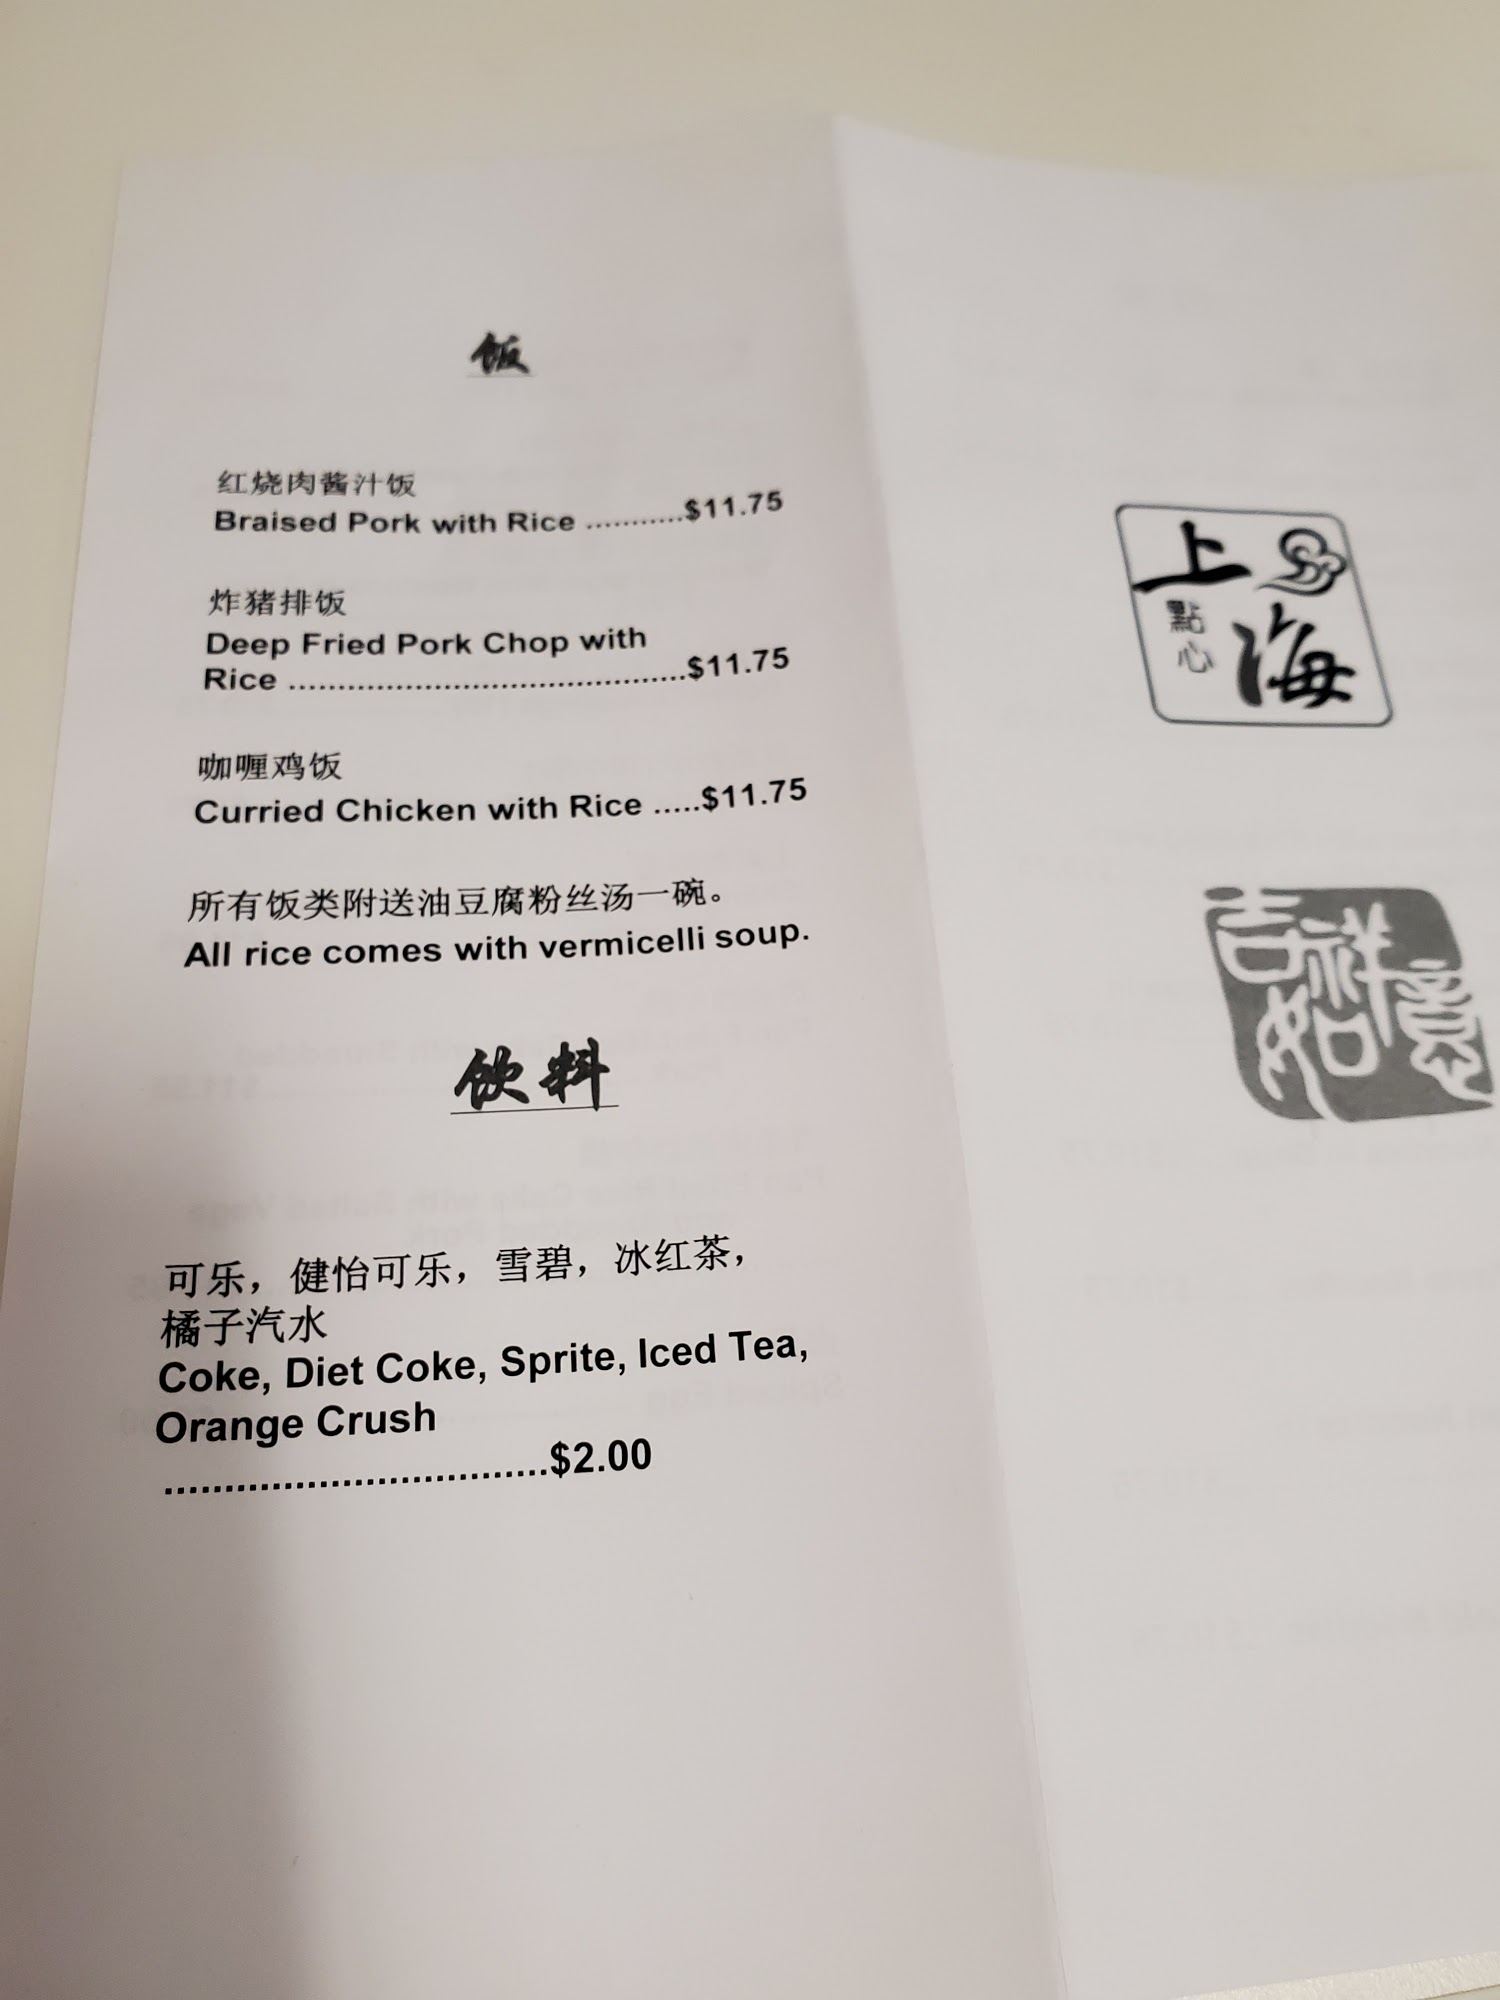 饭
红烧肉酱汁饭
Braised Pork with Rice ...........$11.75
炸猪排饭
Deep Fried Pork Chop with
Rice ........................................$11.75
咖喱鸡饭
Curried Chicken with Rice .....$11.75
所有饭类附送油豆腐粉丝汤一碗。
All rice comes with vermicelli soup.
饮料
可乐，健怡可乐，雪碧，冰红茶，
橘子汽水
Coke, Diet Coke, Sprite, Iced Tea,
Orange Crush
...............................$2.00
上海
點心
吉祥如意